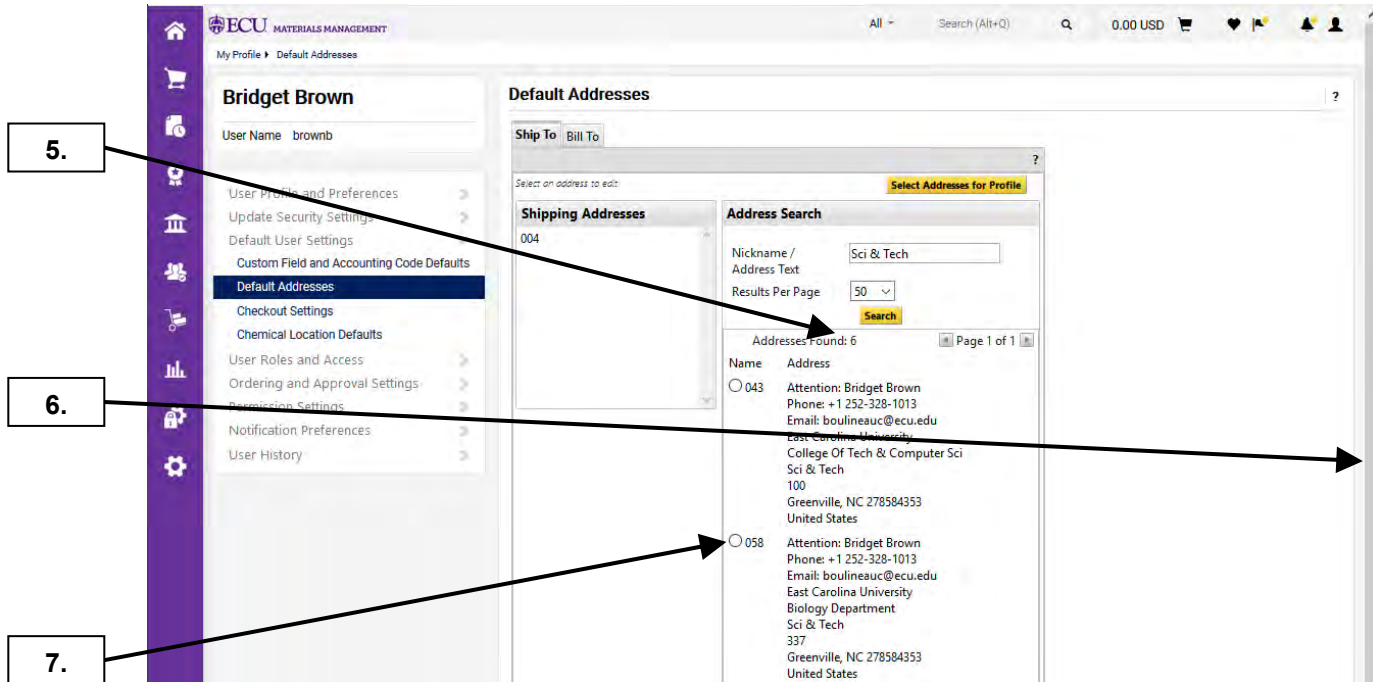 ECU MATERIALS MANAGEMENT
All Search (Alt+Q) 0.00 USD
My Profile Default Addresses
Bridget Brown
User Name brownb
5.
6.
7.
User Profile and Preferences
Update Security Settings
Default User Settings
Custom Field and Accounting Code Defaults
Default Addresses
Checkout Settings
Chemical Location Defaults
User Roles and Access
Ordering and Approval Settings
Permission Settings
Notification Preferences
User History
Default Addresses
?
Ship To Bill To
?
Select an address to edit
Select Addresses for Profile
Shipping Addresses
004
Address Search
Nickname / Address Text
Sci & Tech
Results Per Page 50
Search
Addresses Found: 6 Page 1 of 1
Name Address
043 Attention: Bridget Brown
Phone: +1 252-328-1013
Email: boulineauc@ecu.edu
East Carolina University
College Of Tech & Computer Sci
Sci & Tech
100
Greenville, NC 278584353
United States
058 Attention: Bridget Brown
Phone: +1 252-328-1013
Email: boulineauc@ecu.edu
East Carolina University
Biology Department
Sci & Tech
337
Greenville, NC 278584353
United States